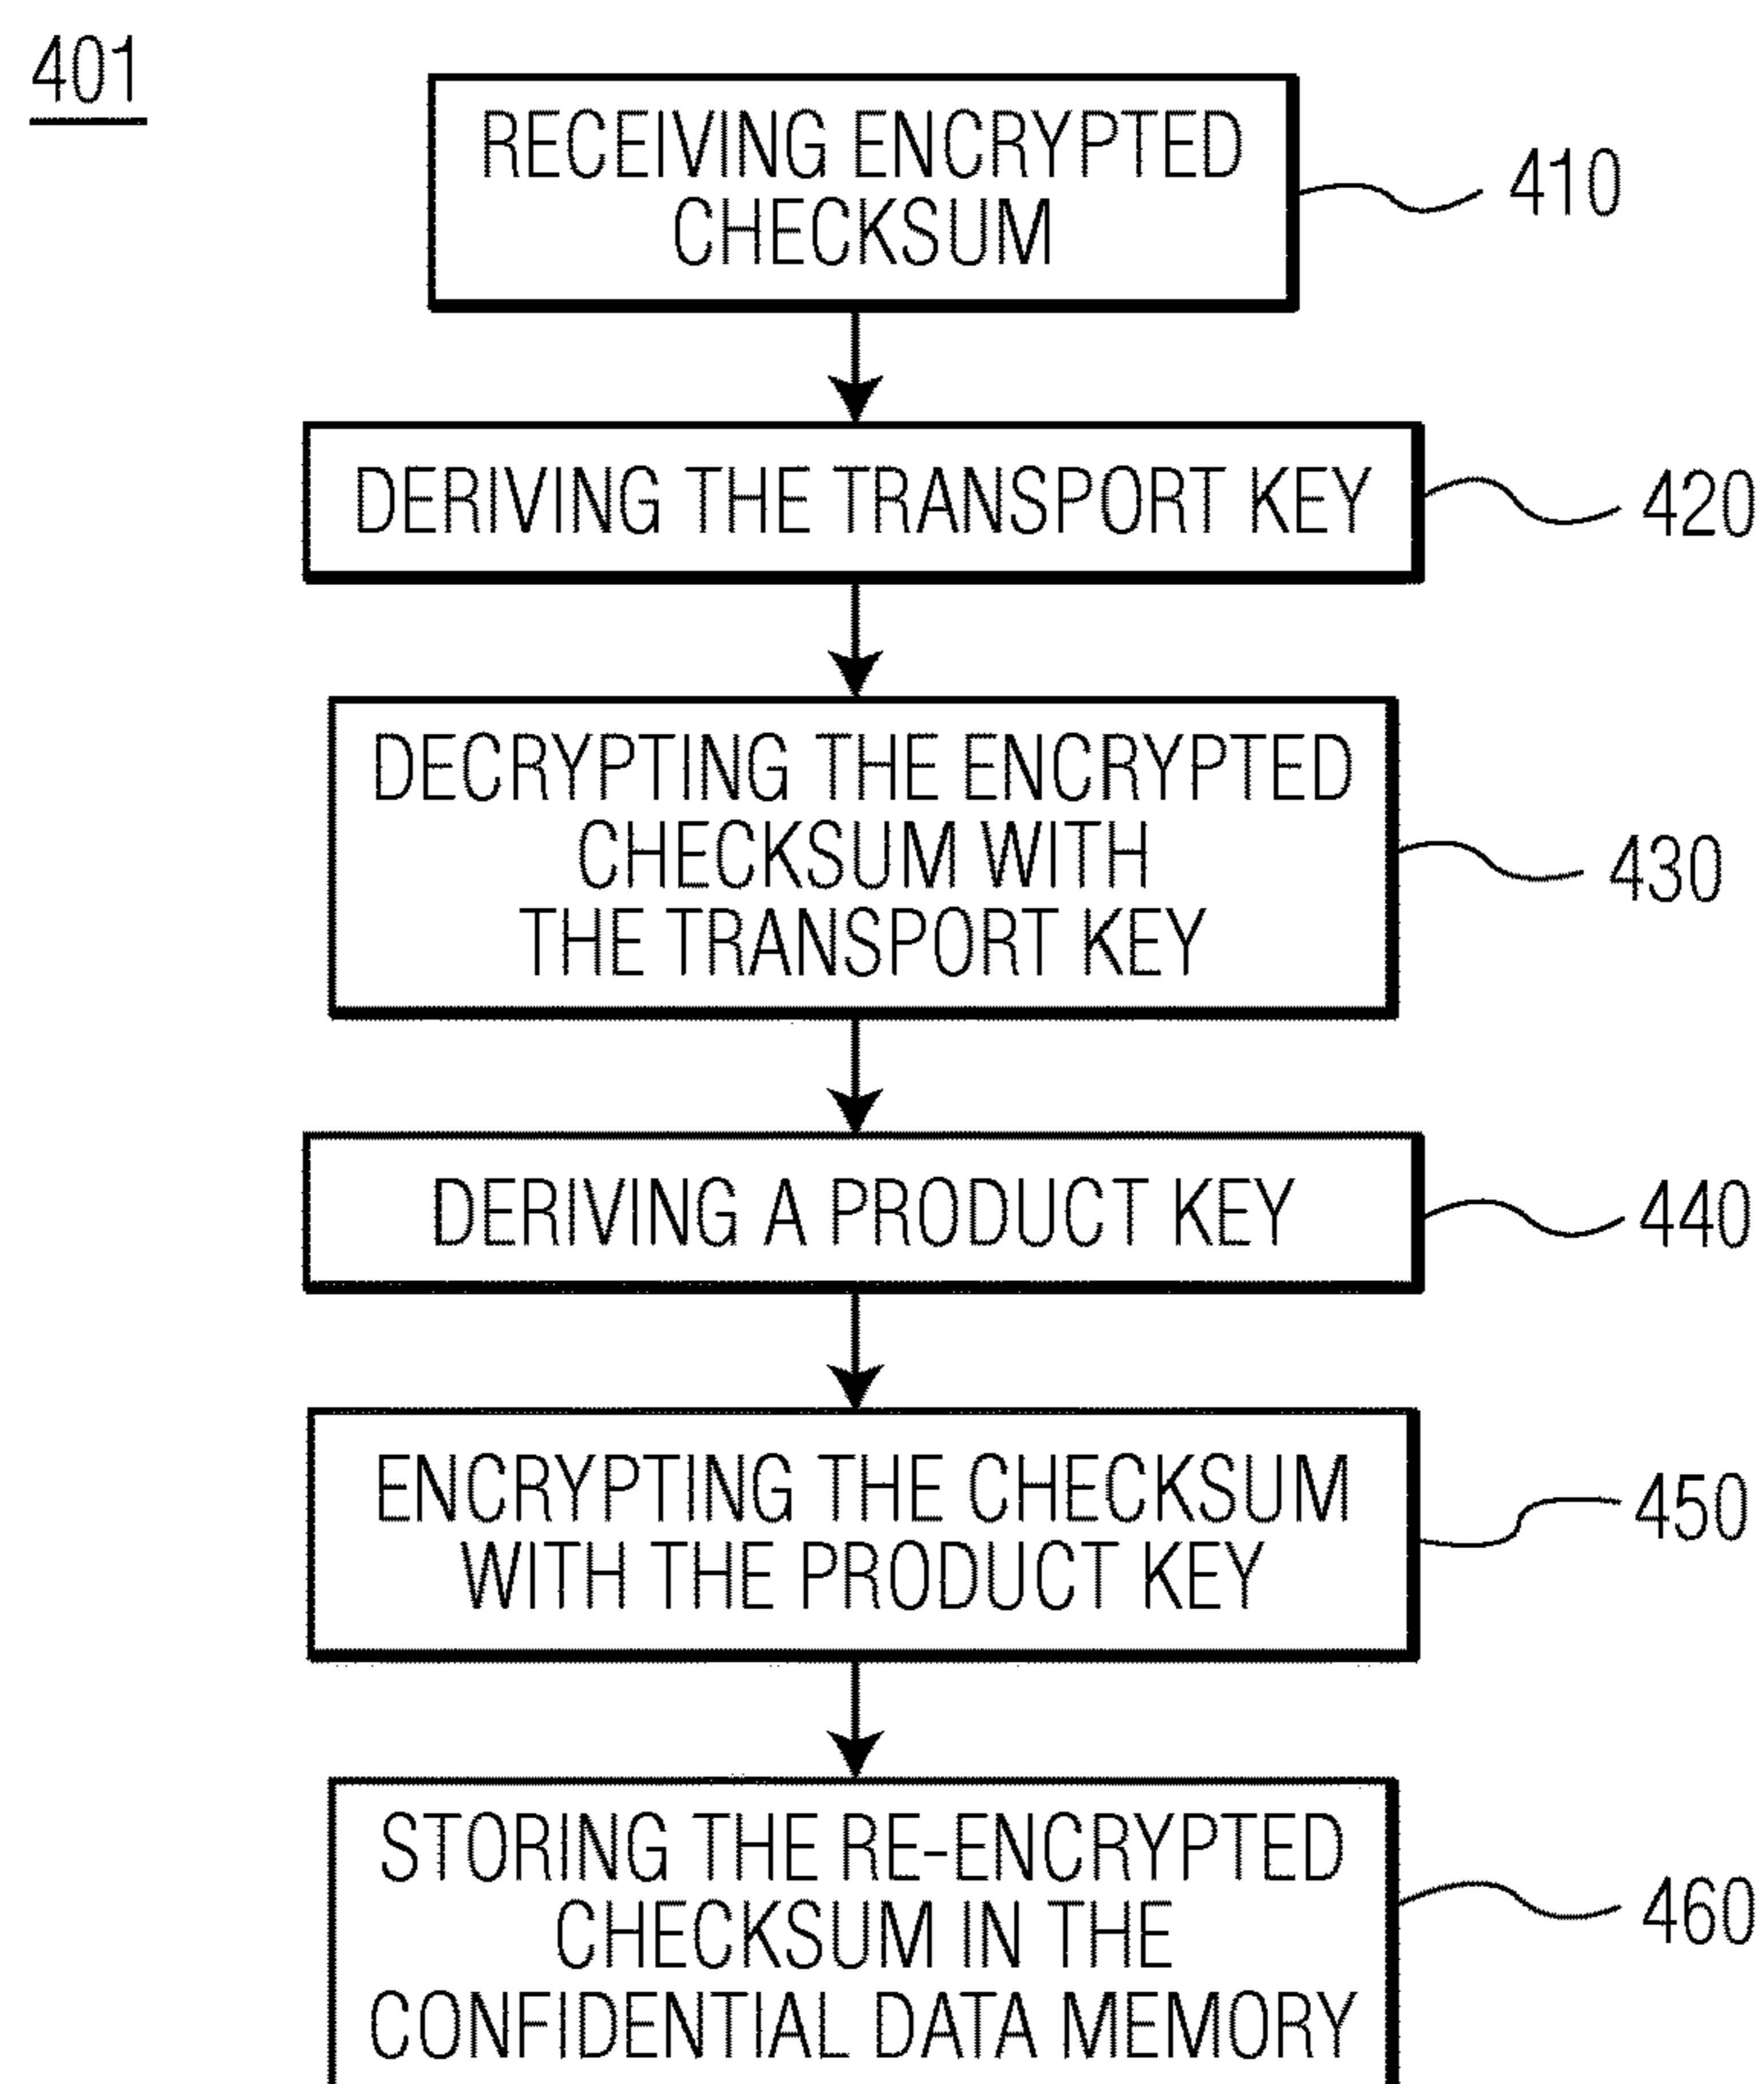 401
RECEIVING ENCRYPTED
CHECKSUM
410
DERIVING THE TRANSPORT KEY
420
DECRYPTING THE ENCRYPTED
CHECKSUM WITH
THE TRANSPORT KEY
430
DERIVING A PRODUCT KEY
440
ENCRYPTING THE CHECKSUM
WITH THE PRODUCT KEY
450
STORING THE RE-ENCRYPTED
CHECKSUM IN THE
CONFIDENTIAL DATA MEMORY
460